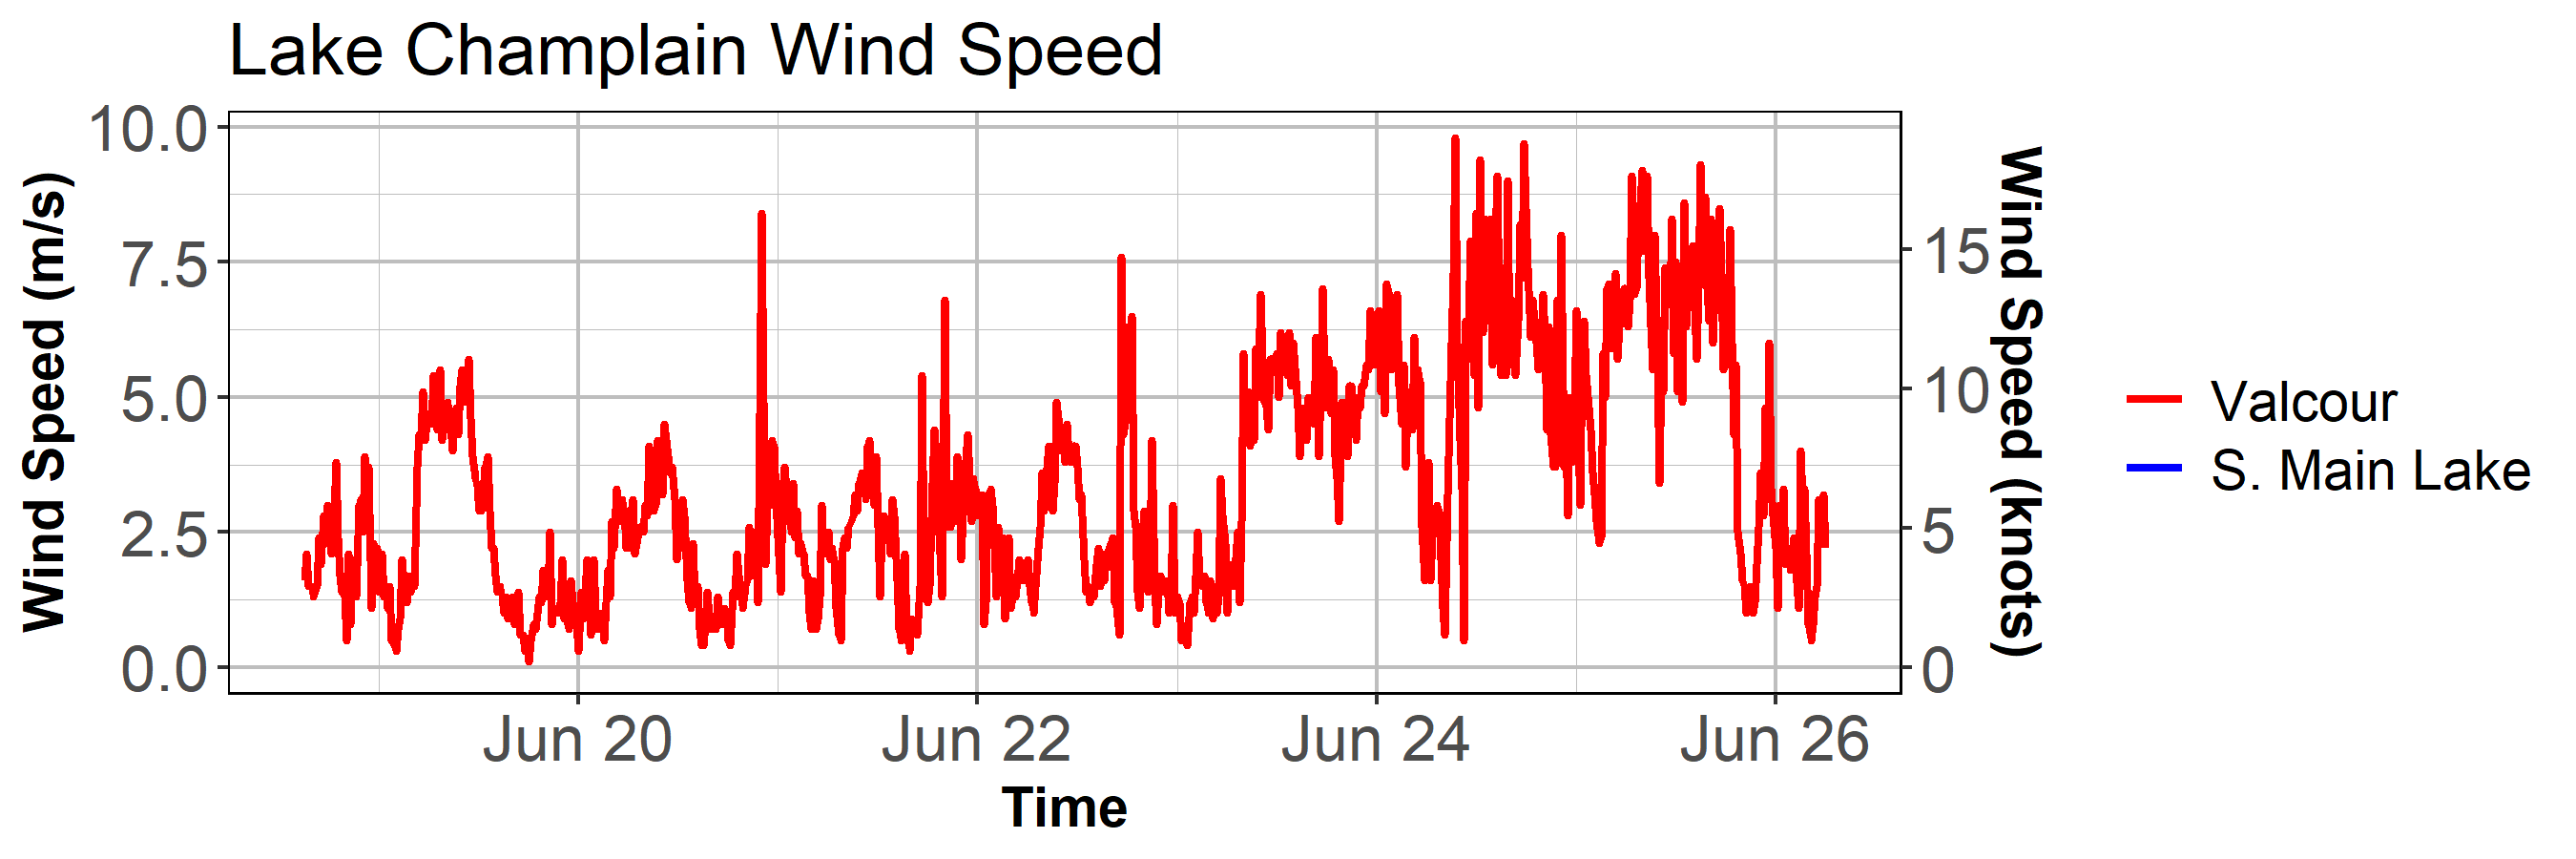 Lake Champlain Wind Speed
Wind Speed (m/s)
10.0
7.5
5.0
2.5
0.0
Wind Speed (knots)
15
10
5
0
Jun 20
Jun 22
Jun 24
Jun 26
Time
Valcour
S. Main Lake